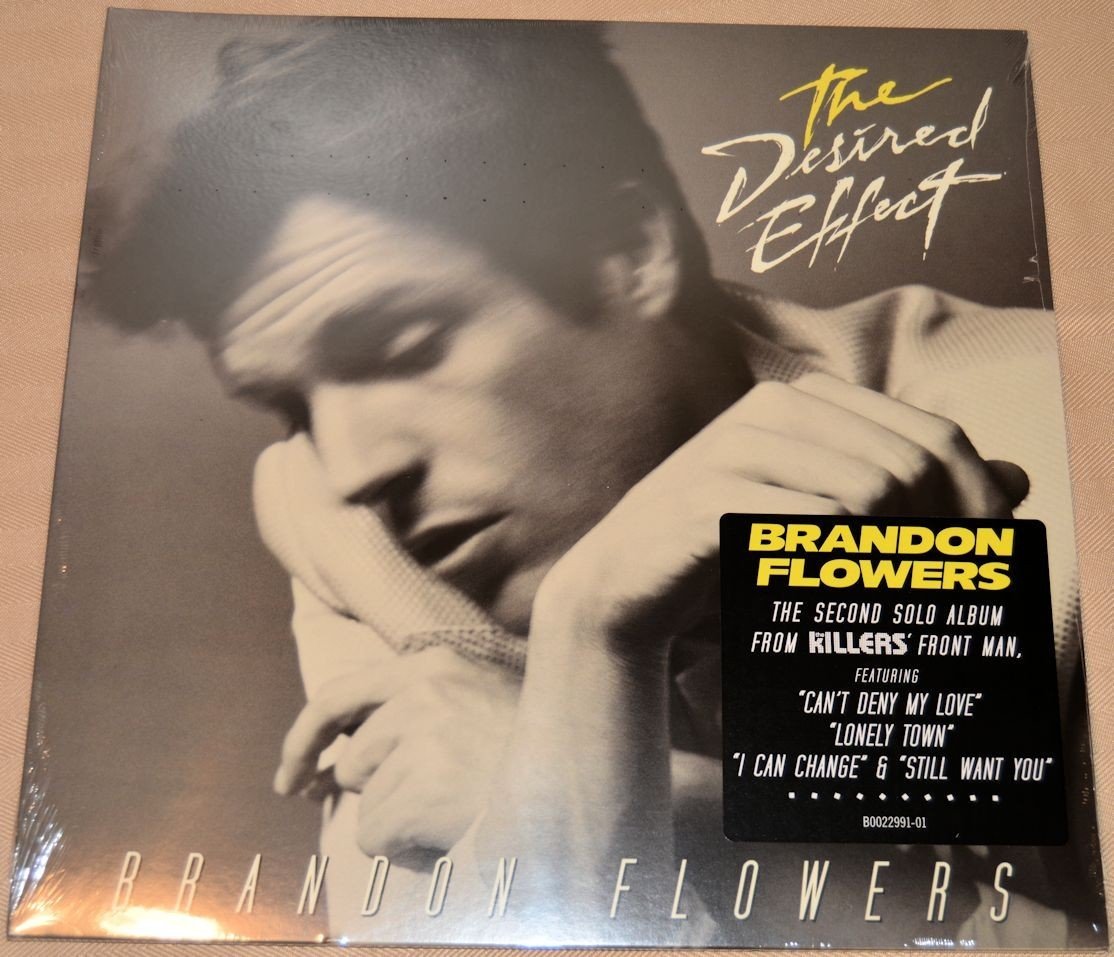 The
Desired
Effect
BRANDON
FLOWERS
THE SECOND SOLO ALBUM
FROM THE KILLERS' FRONT MAN,
FEATURING
"CAN'T DENY MY LOVE"
"LONELY TOWN"
"I CAN CHANGE" & "STILL WANT YOU"
B0022991-01
BRANDON FLOWERS